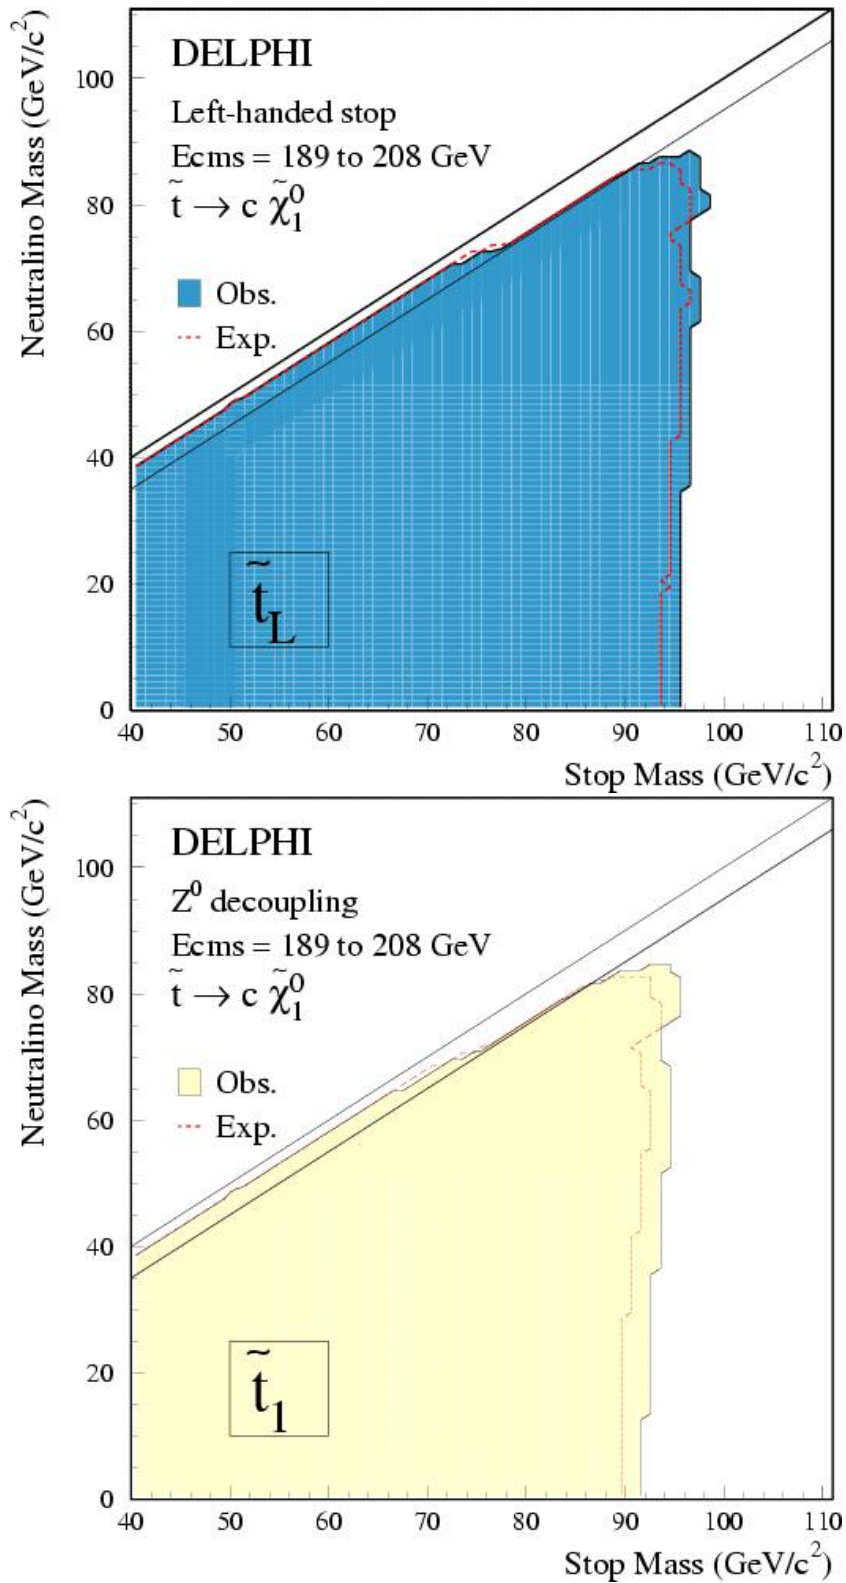 DELPHI
Left-handed stop
Ecms = 189 to 208 GeV
t̃ → c χ̃₁⁰
Obs.
Exp.
t̃_L
Neutralino Mass (GeV/c²)
100
80
60
40
20
0
40 50 60 70 80 90 100 110
Stop Mass (GeV/c²)
DELPHI
Z⁰ decoupling
Ecms = 189 to 208 GeV
t̃ → c χ̃₁⁰
Obs.
Exp.
t̃₁
Neutralino Mass (GeV/c²)
100
80
60
40
20
0
40 50 60 70 80 90 100 110
Stop Mass (GeV/c²)